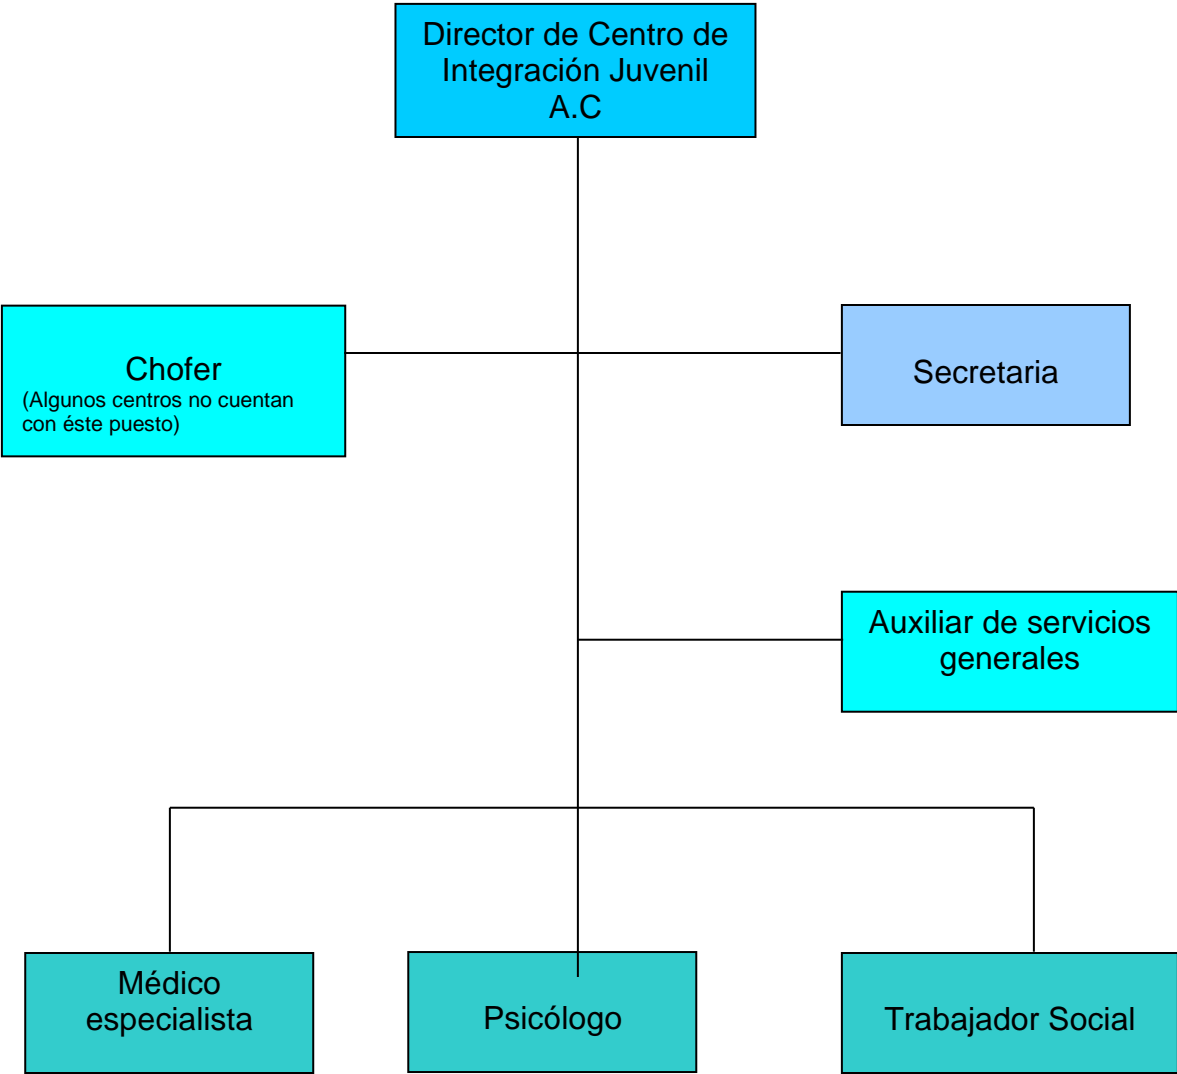 Director de Centro de
Integración Juvenil
A.C
Chofer
(Algunos centros no cuentan
con éste puesto)
Secretaria
Auxiliar de servicios
generales
Médico
especialista
Psicólogo
Trabajador Social